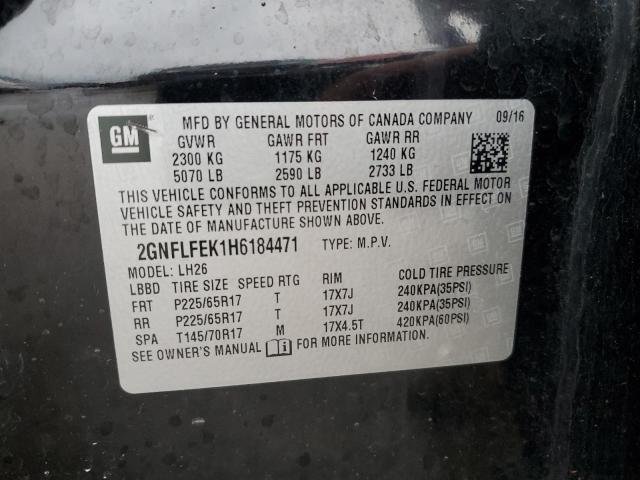 GM
MFD BY GENERAL MOTORS OF CANADA COMPANY 09/16
GVWR GAWR FRT GAWR RR
2300 KG 1175 KG 1240 KG
5070 LB 2590 LB 2733 LB
THIS VEHICLE CONFORMS TO ALL APPLICABLE U.S. FEDERAL MOTOR
VEHICLE SAFETY AND THEFT PREVENTION STANDARDS IN EFFECT ON
THE DATE OF MANUFACTURE SHOWN ABOVE.
2GNFLFEK1H6184471 TYPE: M.P.V.
MODEL: LH26
LBBD TIRE SIZE SPEED RTG RIM COLD TIRE PRESSURE
FRT P225/65R17 T 17X7J 240KPA(35PSI)
RR P225/65R17 T 17X7J 240KPA(35PSI)
SPA T145/70R17 M 17X4.5T 420KPA(60PSI)
SEE OWNER'S MANUAL i FOR MORE INFORMATION.